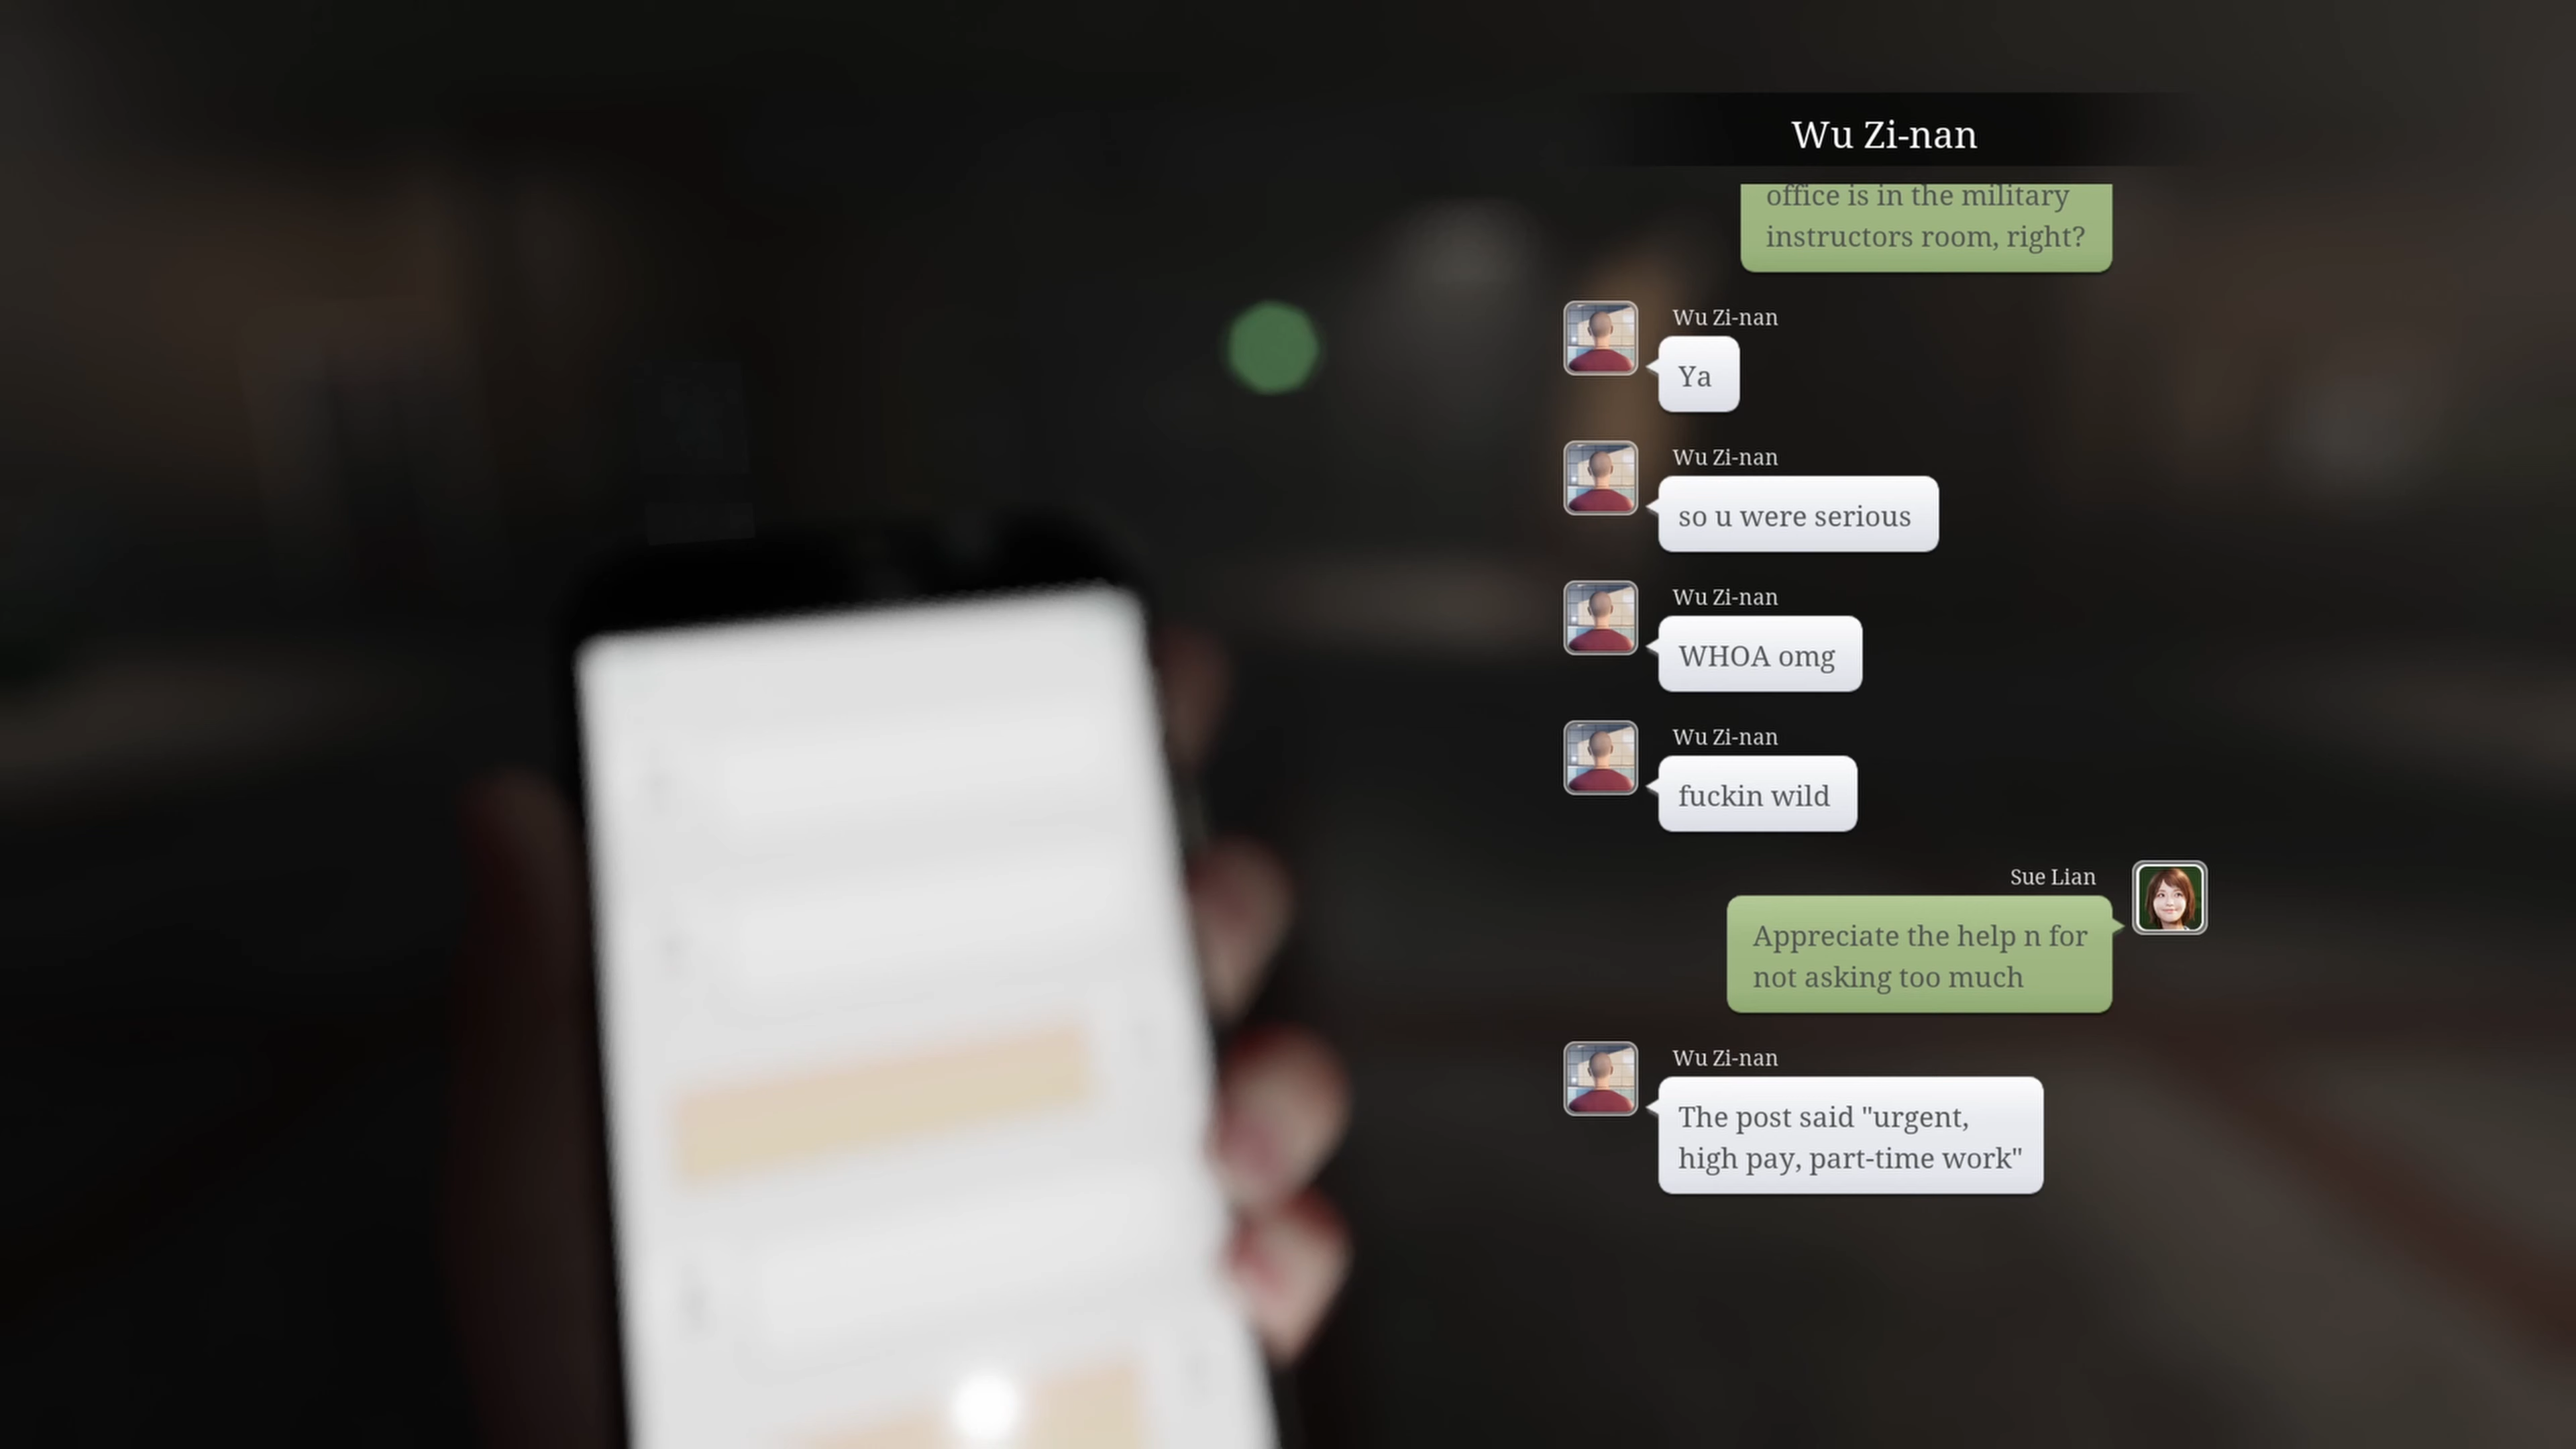 Wu Zi-nan
office is in the military
instructors room, right?
Wu Zi-nan
Ya
Wu Zi-nan
so u were serious
Wu Zi-nan
WHOA omg
Wu Zi-nan
fuckin wild
Sue Lian
Appreciate the help n for
not asking too much
Wu Zi-nan
The post said "urgent,
high pay, part-time work"